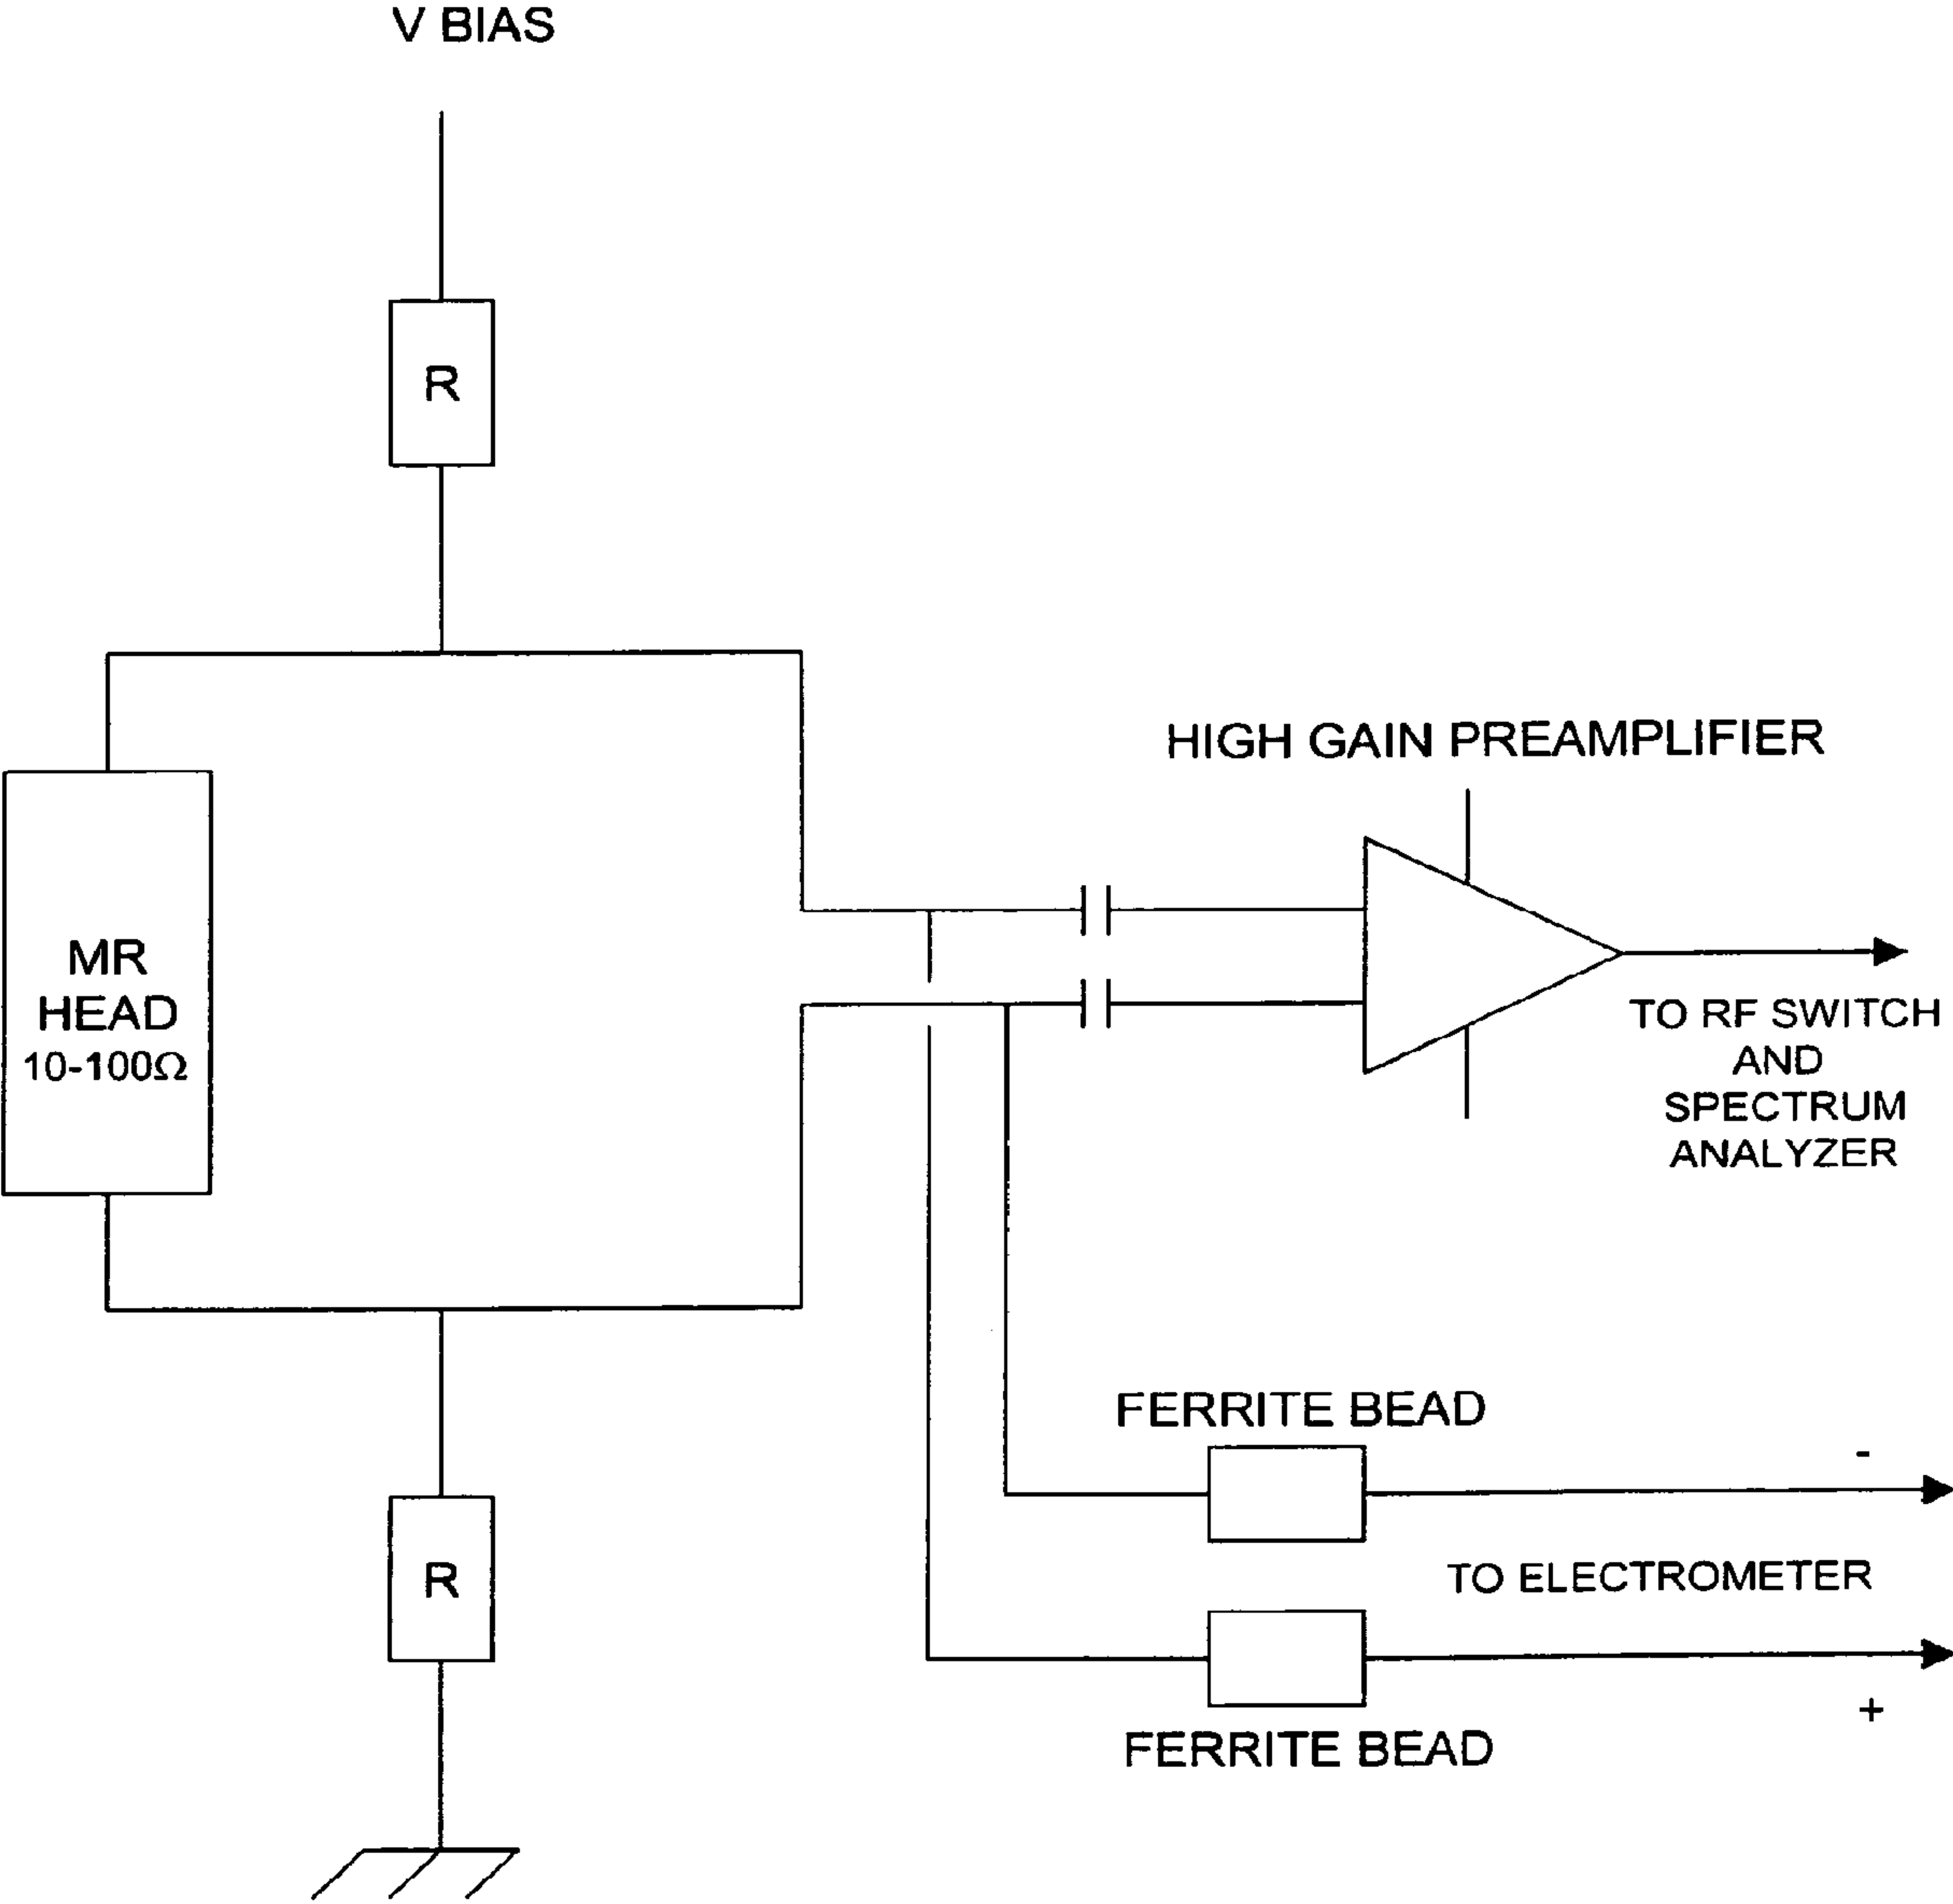 V BIAS
R
HIGH GAIN PREAMPLIFIER
MR
HEAD
10-100Ω
TO RF SWITCH
AND
SPECTRUM
ANALYZER
FERRITE BEAD
-
TO ELECTROMETER
R
+
FERRITE BEAD